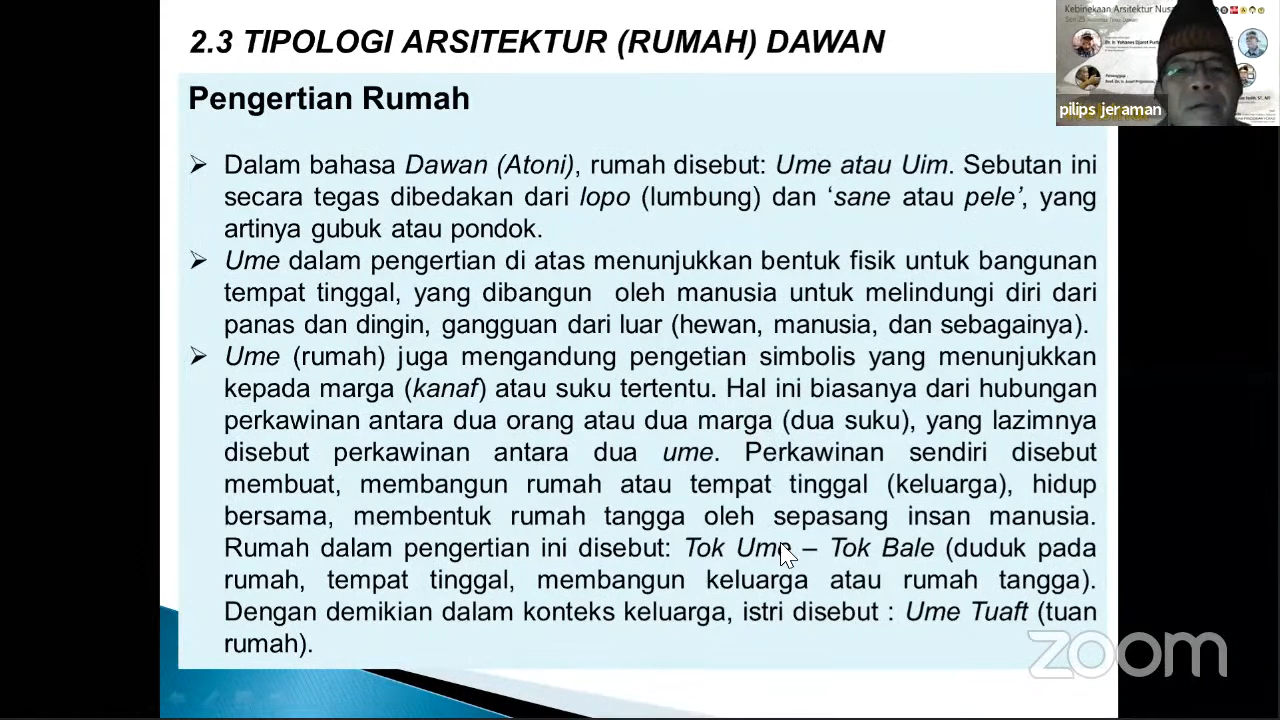 2.3 TIPOLOGI ARSITEKTUR (RUMAH) DAWAN
Pengertian Rumah
➢ Dalam bahasa Dawan (Atoni), rumah disebut: Ume atau Uim. Sebutan ini
secara tegas dibedakan dari lopo (lumbung) dan ‘sane atau pele’, yang
artinya gubuk atau pondok.
➢ Ume dalam pengertian di atas menunjukkan bentuk fisik untuk bangunan
tempat tinggal, yang dibangun oleh manusia untuk melindungi diri dari
panas dan dingin, gangguan dari luar (hewan, manusia, dan sebagainya).
➢ Ume (rumah) juga mengandung pengetian simbolis yang menunjukkan
kepada marga (kanaf) atau suku tertentu. Hal ini biasanya dari hubungan
perkawinan antara dua orang atau dua marga (dua suku), yang lazimnya
disebut perkawinan antara dua ume. Perkawinan sendiri disebut
membuat, membangun rumah atau tempat tinggal (keluarga), hidup
bersama, membentuk rumah tangga oleh sepasang insan manusia.
Rumah dalam pengertian ini disebut: Tok Ume – Tok Bale (duduk pada
rumah, tempat tinggal, membangun keluarga atau rumah tangga).
Dengan demikian dalam konteks keluarga, istri disebut : Ume Tuaft (tuan
rumah).
Kebinekaan Arsitektur
pilips jeraman
zoom